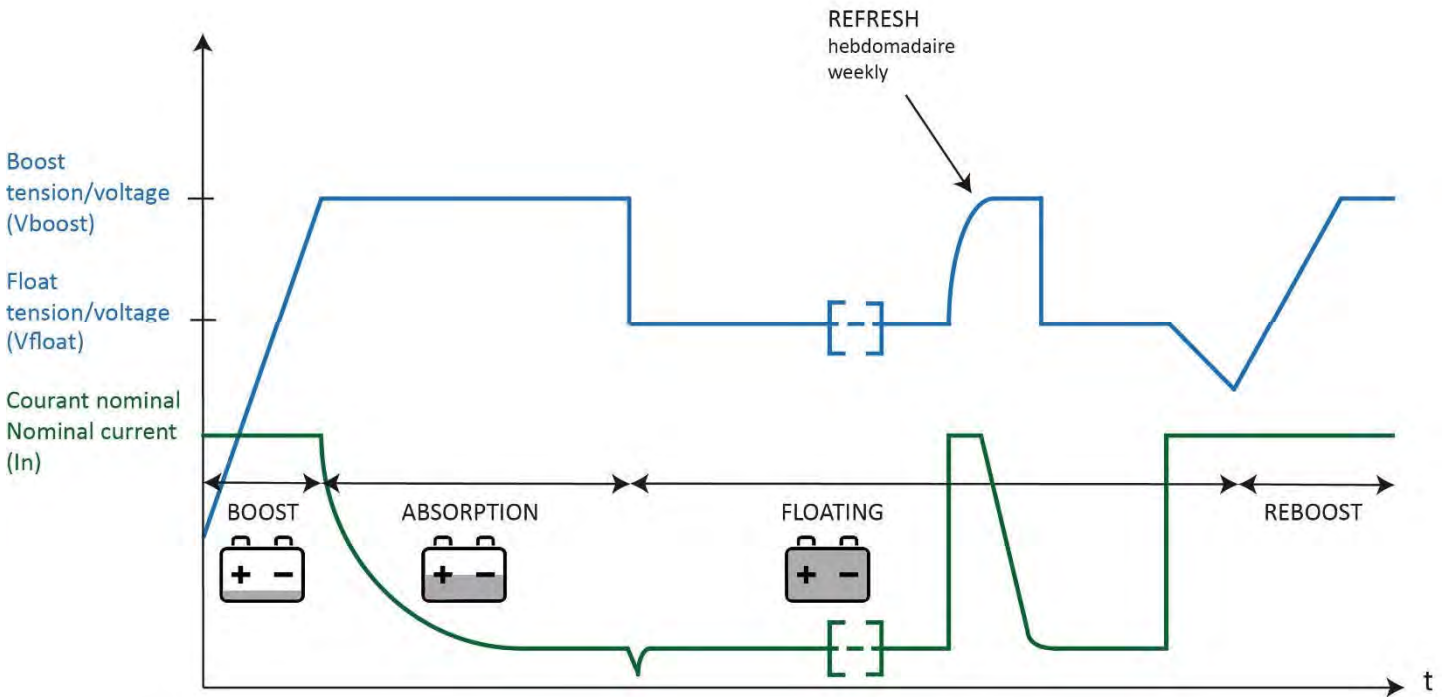 REFRESH
hebdomadaire
weekly
Boost
tension/voltage
(Vboost)
Float
tension/voltage
(Vfloat)
Courant nominal
Nominal current
(In)
BOOST
ABSORPTION
FLOATING
REBOOST
+ −
+ −
+ −
t